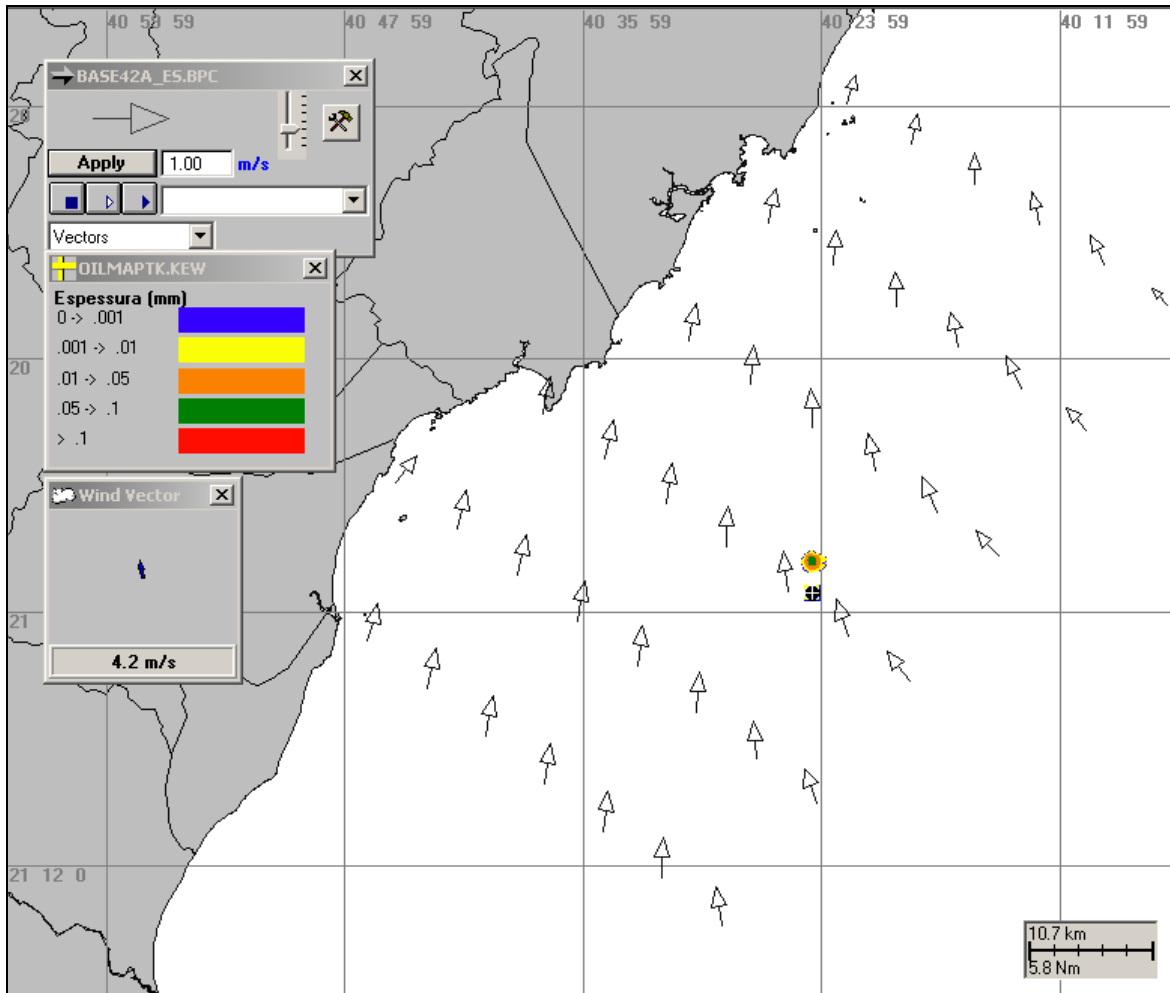 40 59 59
40 47 59
40 35 59
40 23 59
40 11 59
BASE42A_ES.BPC
Apply
1.00
m/s
Vectors
OILMAPTK.KEW
Espessura (mm)
0 -> .001
.001 -> .01
.01 -> .05
.05 -> .1
> .1
20
Wind Vector
4.2 m/s
21
21 12 0
10.7 km
5.8 Nm